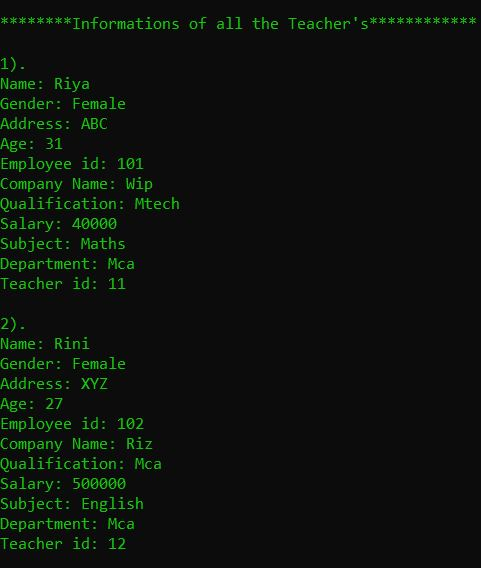 ********Informations of all the Teacher's************
1).
Name: Riya
Gender: Female
Address: ABC
Age: 31
Employee id: 101
Company Name: Wip
Qualification: Mtech
Salary: 40000
Subject: Maths
Department: Mca
Teacher id: 11
2).
Name: Rini
Gender: Female
Address: XYZ
Age: 27
Employee id: 102
Company Name: Riz
Qualification: Mca
Salary: 500000
Subject: English
Department: Mca
Teacher id: 12